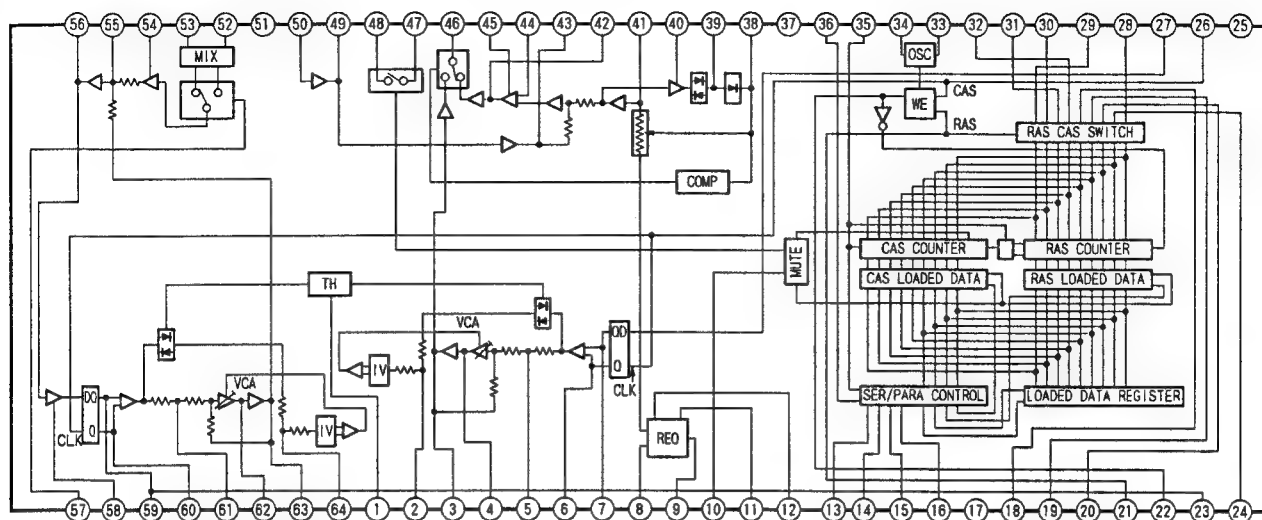 56 55 54 53 52 51 50 49 48 47 46 45 44 43 42 41 40 39 38 37 36 35 34 33 32 31 30 29 28 27 26 25
MIX
OSC
CAS
WE
RAS
RAS CAS SWITCH
COMP
MUTE
CAS COUNTER
RAS COUNTER
TH
CAS LOADED DATA
RAS LOADED DATA
VCA
QD
Q
IV
CLK
VCA
SER/PARA CONTROL
LOADED DATA REGISTER
DQ
Q
CLK
IV
REO
57 58 59 60 61 62 63 64 1 2 3 4 5 6 7 8 9 10 11 12 13 14 15 16 17 18 19 20 21 22 23 24